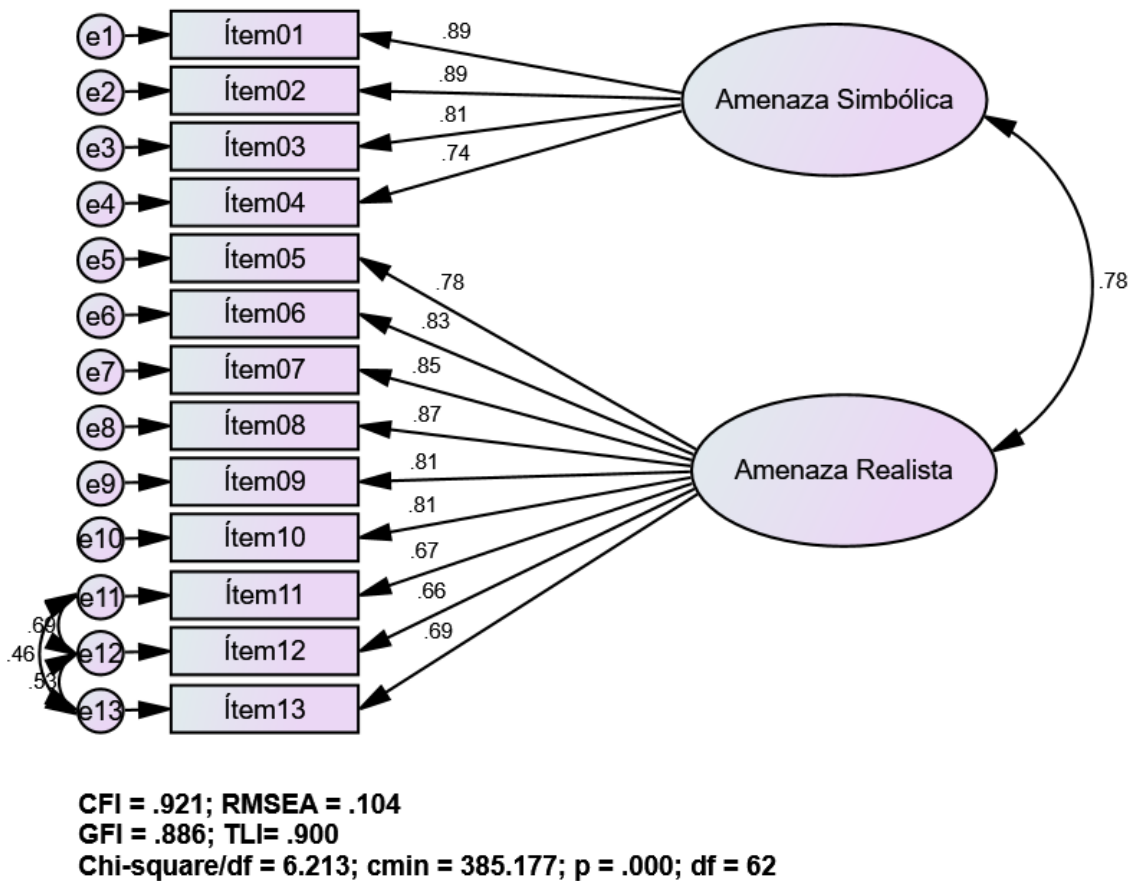 e1 Ítem01 .89
e2 Ítem02 .89
e3 Ítem03 .81
e4 Ítem04 .74
Amenaza Simbólica
e5 Ítem05 .78
e6 Ítem06 .83
.78
e7 Ítem07 .85
e8 Ítem08 .87
e9 Ítem09 .81
Amenaza Realista
e10 Ítem10 .81
e11 Ítem11 .67
.69
e12 Ítem12 .66
.46
.53
e13 Ítem13 .69
CFI = .921; RMSEA = .104
GFI = .886; TLI= .900
Chi-square/df = 6.213; cmin = 385.177; p = .000; df = 62